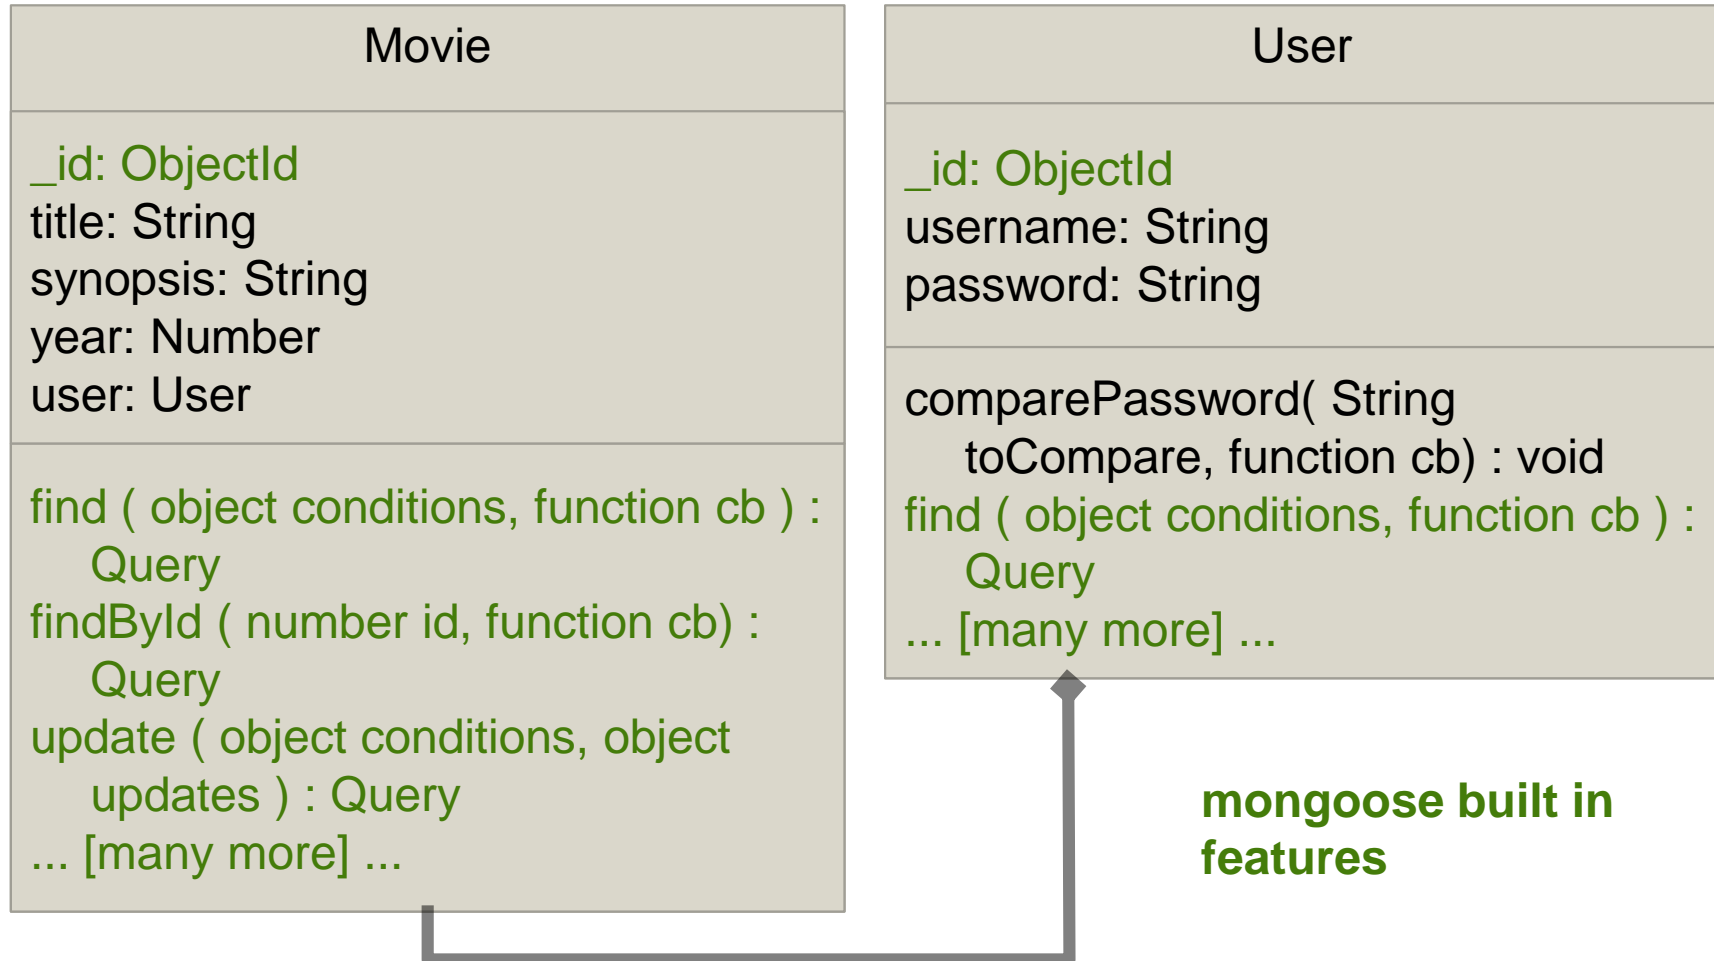 Movie
_id: ObjectId
title: String
synopsis: String
year: Number
user: User
find ( object conditions, function cb ) :
Query
findById ( number id, function cb) :
Query
update ( object conditions, object
updates ) : Query
... [many more] ...
User
_id: ObjectId
username: String
password: String
comparePassword( String
toCompare, function cb) : void
find ( object conditions, function cb ) :
Query
... [many more] ...
mongoose built in
features